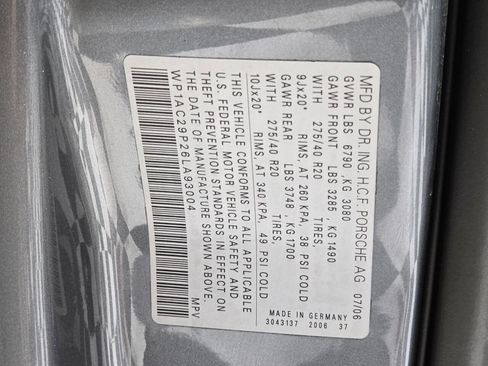 MFD BY DR. ING. H.C.F. PORSCHE AG 07/06
GVWR LBS 6790 ,KG 3080
GAWR FRONT LBS 3285 , KG 1490
WITH 275/40 R20 TIRES,
9Jx20" RIMS, AT 260 KPA, 38 PSI COLD
GAWR REAR LBS 3748 , KG 1700
WITH 275/40 R20 TIRES,
10Jx20" RIMS, AT 340 KPA, 49 PSI COLD
THIS VEHICLE CONFORMS TO ALL APPLICABLE
U.S. FEDERAL MOTOR VEHICLE SAFETY AND
THEFT PREVENTION STANDARDS IN EFFECT ON
THE DATE OF MANUFACTURE SHOWN ABOVE.
WP1AC29P26LA93004 MPV
MADE IN GERMANY
3043137 2006 37